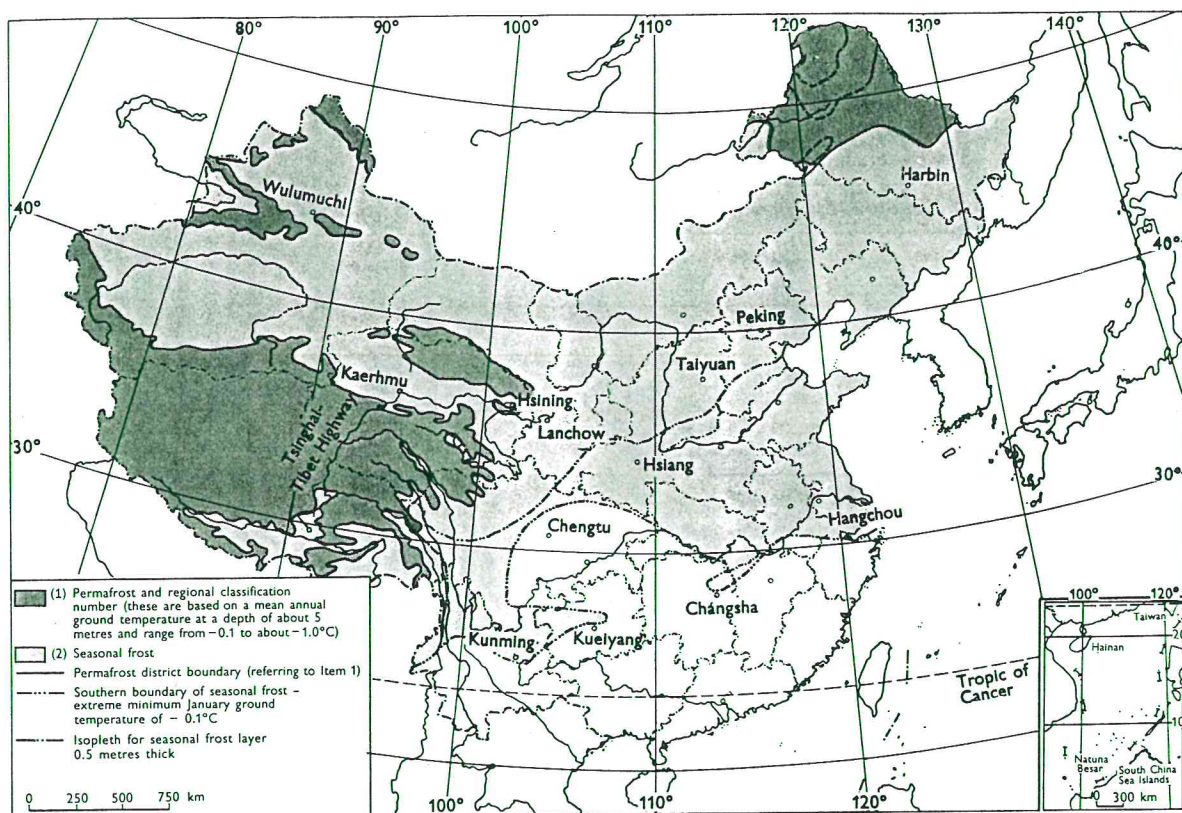 80°
90°
100°
110°
120°
130°
140°
40°
30°
40°
30°
Wulumuchi
Harbin
Peking
Taiyuan
Kaerhmu
Hsining
Lanchow
Tsinghai-
Tibet Highway
Hsiang
Hangchou
Chengtu
Chángsha
Kunming
Kueiyang
Tropic of
Cancer
100°
110°
120°
(1) Permafrost and regional classification
number (these are based on a mean annual
ground temperature at a depth of about 5
metres and range from –0.1 to about –1.0°C)
(2) Seasonal frost
Permafrost district boundary (referring to Item 1)
Southern boundary of seasonal frost –
extreme minimum January ground
temperature of – 0.1°C
Isopleth for seasonal frost layer
0.5 metres thick
0 250 500 750 km
100° 120°
Taiwan
20
Hainan
10
Natuna
Besar
South China
Sea Islands
0 300 km